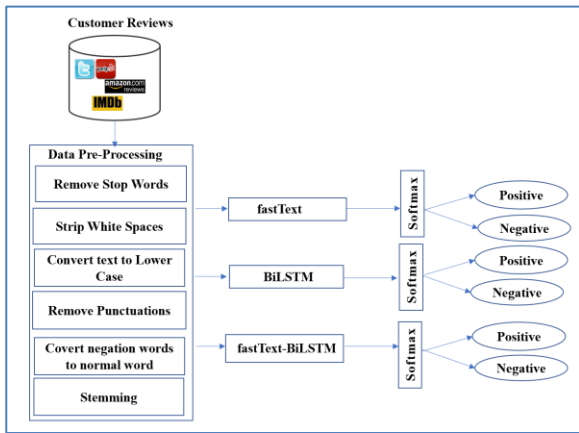 Customer Reviews
amazon.com
reviews
IMDb
Data Pre-Processing
Remove Stop Words
Strip White Spaces
Convert text to Lower
Case
Remove Punctuations
Covert negation words
to normal word
Stemming
fastText
Softmax
Positive
Negative
BiLSTM
Softmax
Positive
Negative
fastText-BiLSTM
Softmax
Positive
Negative